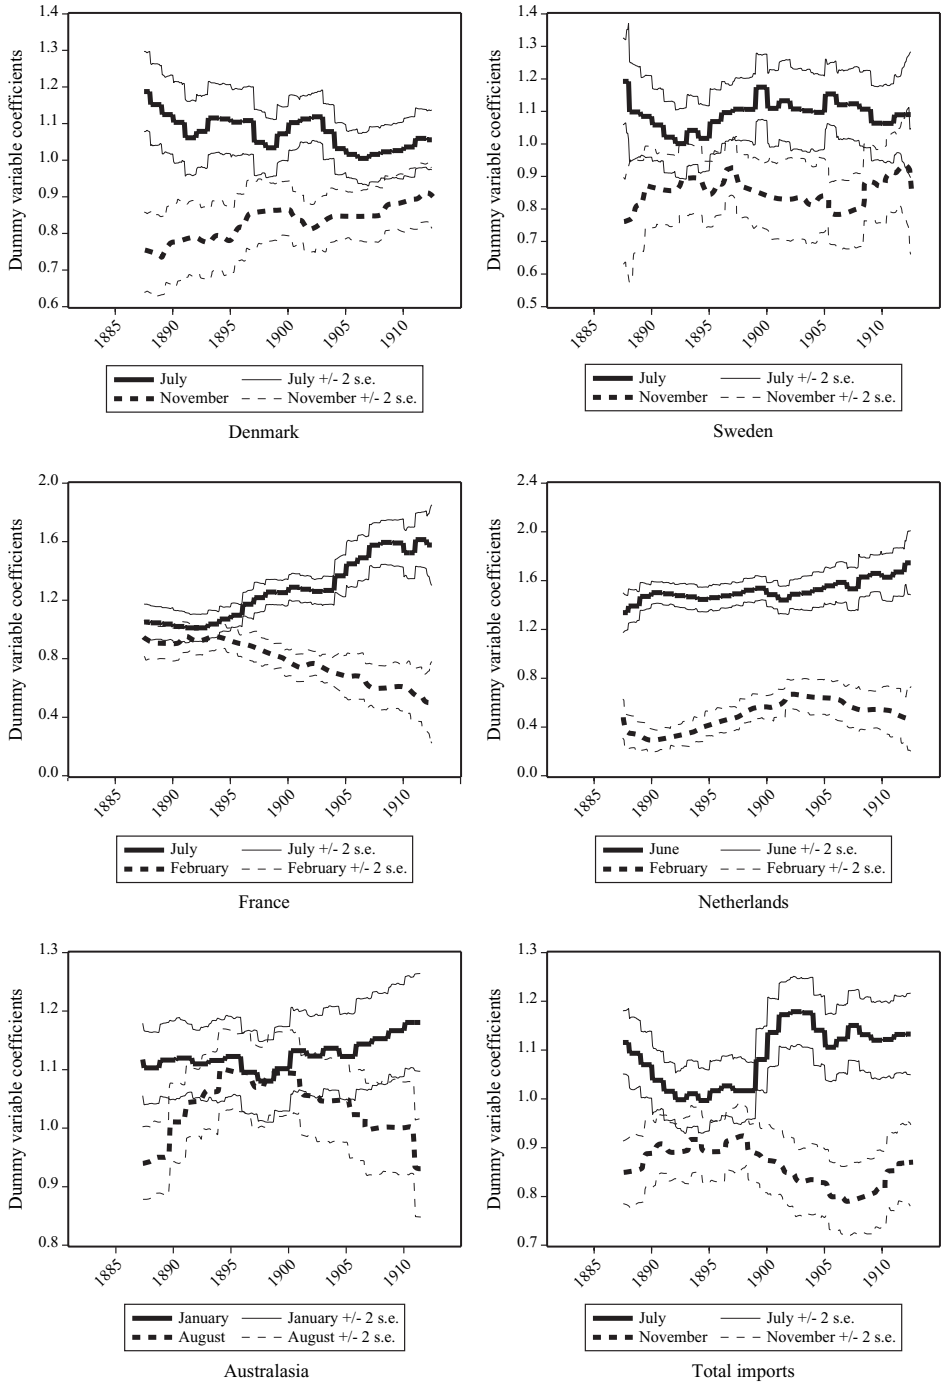 Dummy variable coefficients
1.4
1.3
1.2
1.1
1.0
0.9
0.8
0.7
0.6
1885 1890 1895 1900 1905 1910
July July +/- 2 s.e.
November November +/- 2 s.e.
Denmark
Dummy variable coefficients
1.4
1.3
1.2
1.1
1.0
0.9
0.8
0.7
0.6
0.5
1885 1890 1895 1900 1905 1910
July July +/- 2 s.e.
November November +/- 2 s.e.
Sweden
Dummy variable coefficients
2.0
1.6
1.2
0.8
0.4
0.0
1885 1890 1895 1900 1905 1910
July July +/- 2 s.e.
February February +/- 2 s.e.
France
Dummy variable coefficients
2.4
2.0
1.6
1.2
0.8
0.4
0.0
1885 1890 1895 1900 1905 1910
June June +/- 2 s.e.
February February +/- 2 s.e.
Netherlands
Dummy variable coefficients
1.3
1.2
1.1
1.0
0.9
0.8
1885 1890 1895 1900 1905 1910
January January +/- 2 s.e.
August August +/- 2 s.e.
Australasia
Dummy variable coefficients
1.3
1.2
1.1
1.0
0.9
0.8
0.7
1885 1890 1895 1900 1905 1910
July July +/- 2 s.e.
November November +/- 2 s.e.
Total imports